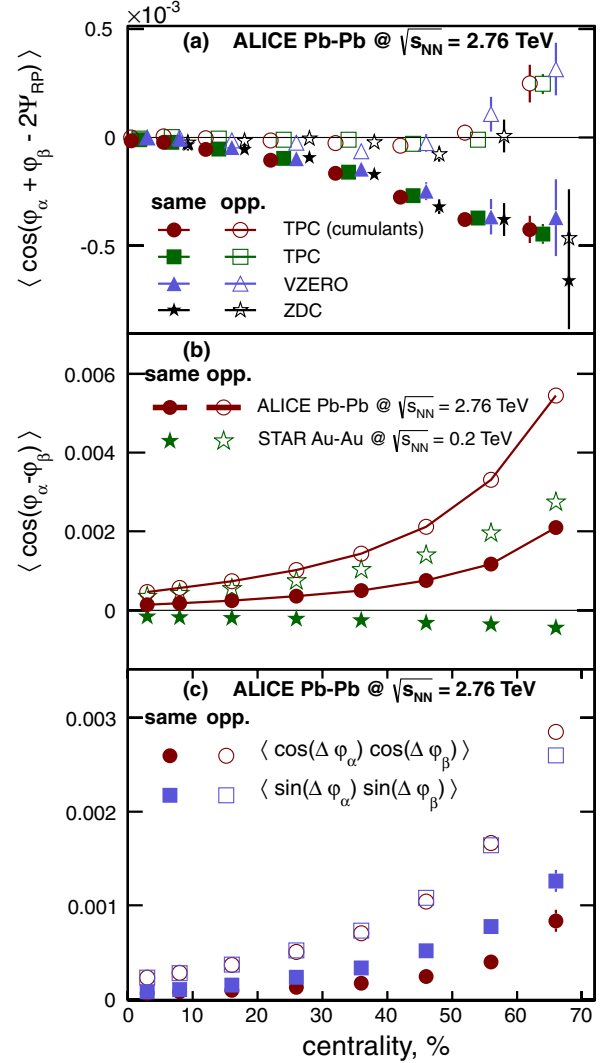 ×10⁻³
(a) ALICE Pb-Pb @ √sNN = 2.76 TeV
0.5
0
-0.5
⟨ cos(φα + φβ - 2ΨRP) ⟩
same opp.
TPC (cumulants)
TPC
VZERO
ZDC
(b)
same opp.
ALICE Pb-Pb @ √sNN = 2.76 TeV
STAR Au-Au @ √sNN = 0.2 TeV
0.006
0.004
0.002
0
⟨ cos(φα-φβ) ⟩
(c) ALICE Pb-Pb @ √sNN = 2.76 TeV
same opp.
⟨ cos(Δ φα) cos(Δ φβ) ⟩
⟨ sin(Δ φα) sin(Δ φβ) ⟩
0.003
0.002
0.001
0
0 10 20 30 40 50 60 70
centrality, %